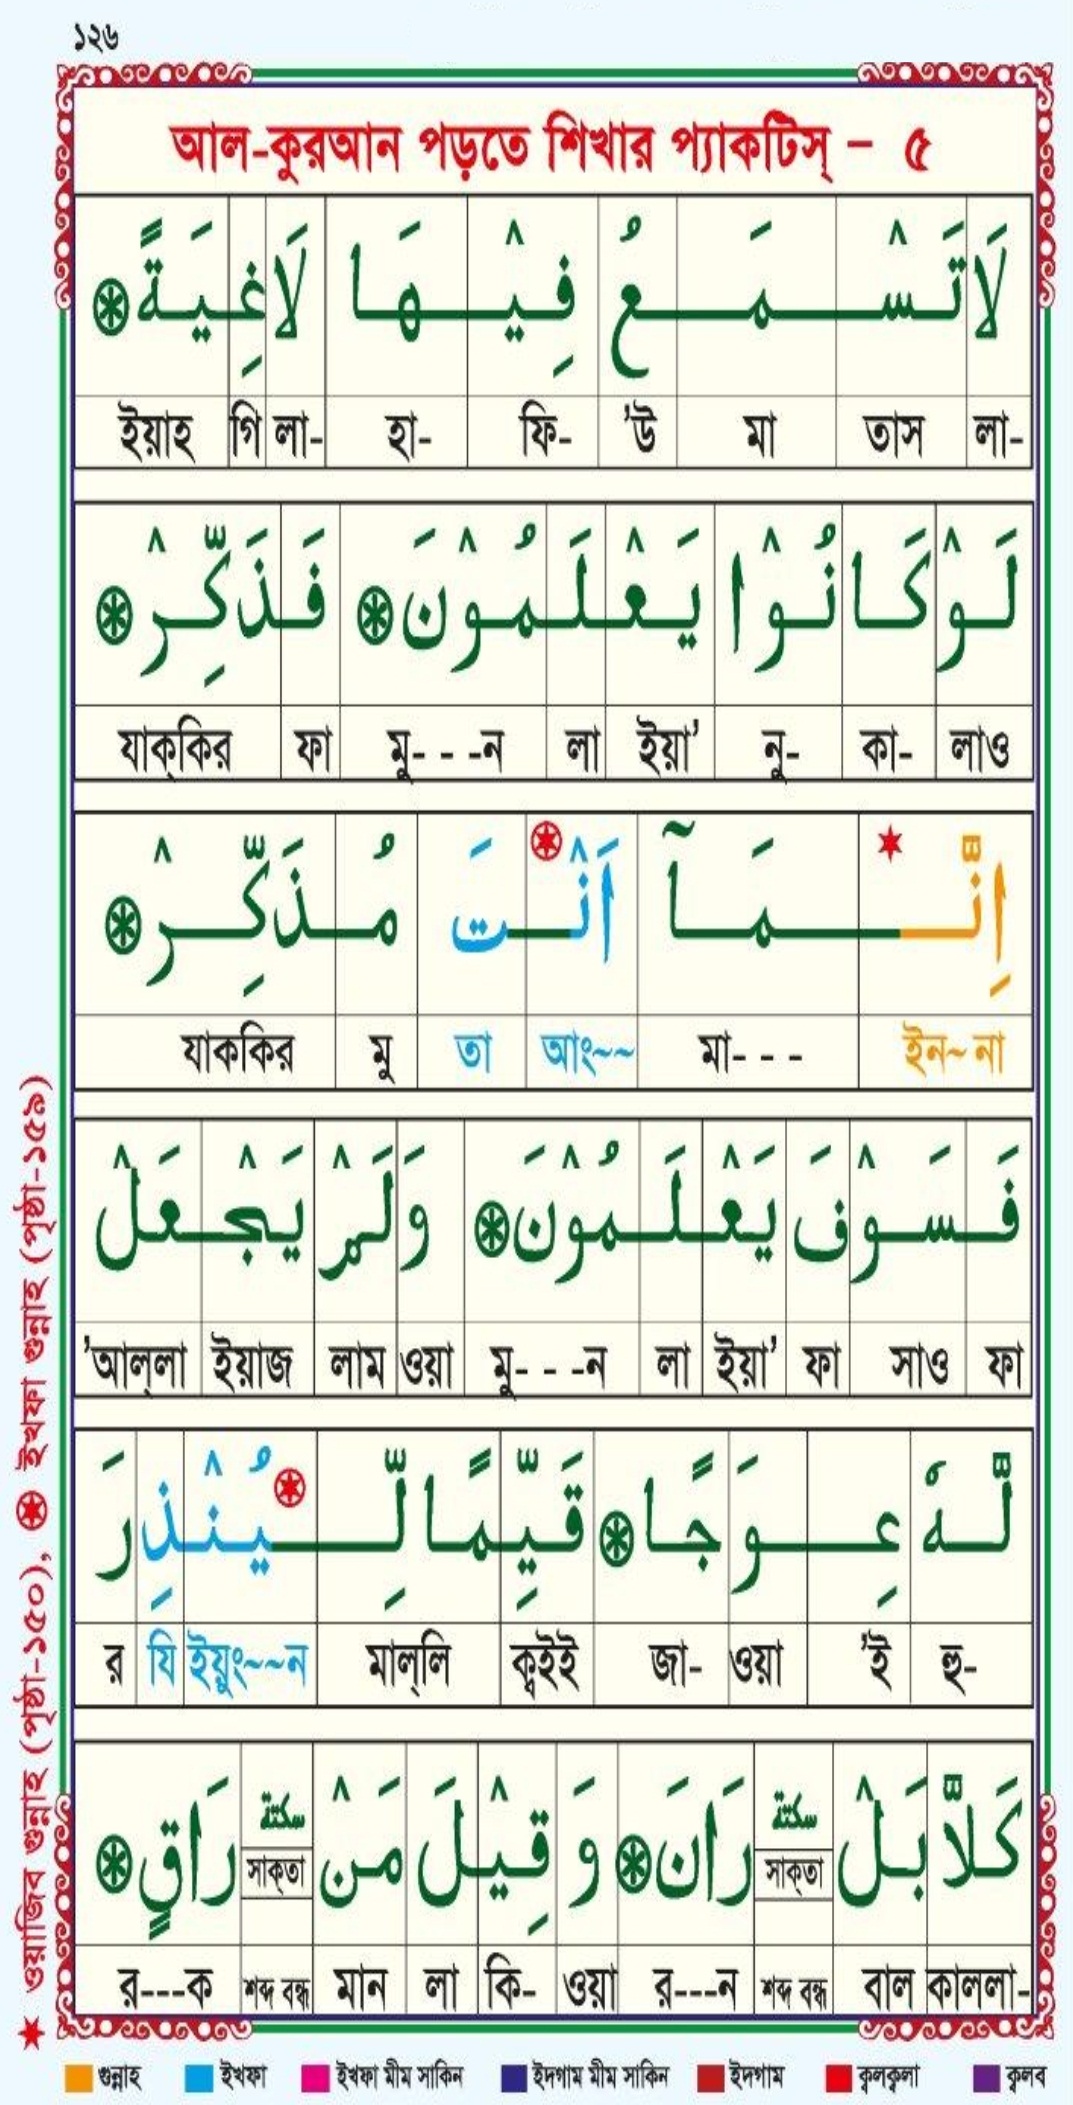 ১২৬
আল-কুরআন পড়তে শিখার প্যাকটিস্ – ৫
لَا تَسْمَعُ فِيْهَا لَاغِيَةً ۞
ইয়াহ গি লা- হা- ফি- ’উ মা তাস লা-
لَوْ كَانُوْا يَعْلَمُوْنَ ۞ فَذَكِّرْ ۞
যাক্‌কির ফা মু- - -ন লা ইয়া’ নু- কা- লাও
اِنَّمَآ اَنْتَ مُذَكِّرْ ۞
যাককির মু তা আং~~ মা- - - ইন~ না
فَسَوْفَ يَعْلَمُوْنَ ۞ وَلَمْ يَجْعَلْ
’আল্‌লা ইয়াজ লাম ওয়া মু- - -ন লা ইয়া’ ফা সাও ফা
لَّهٗ عِوَجًا ۞ قَيِّمًا لِّيُنْذِرَ
র যি ইয়ুং~~ন মাল্‌লি ক্বইই জা- ওয়া ’ই হু-
كَلَّا بَلْ سكتة رَانَ ۞ وَ قِيْلَ مَنْ سكتة رَاقٍ ۞
সাক্‌তা সাক্‌তা
র---ক শব্দ বন্ধ মান লা কি- ওয়া র---ন শব্দ বন্ধ বাল কাললা-
★ ওয়াজিব গুন্নাহ (পৃষ্ঠা-১৫০), ۞ ইখফা গুন্নাহ (পৃষ্ঠা-১৫৯)
গুন্নাহ ইখফা ইখফা মীম সাকিন ইদগাম মীম সাকিন ইদগাম ক্বলক্বলা ক্বলব